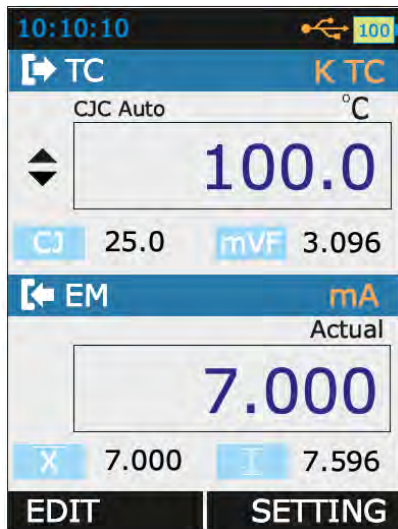 10:10:10 100
TC K TC
CJC Auto °C
100.0
CJ 25.0 mVF 3.096
EM mA
Actual
7.000
X 7.000 I 7.596
EDIT SETTING